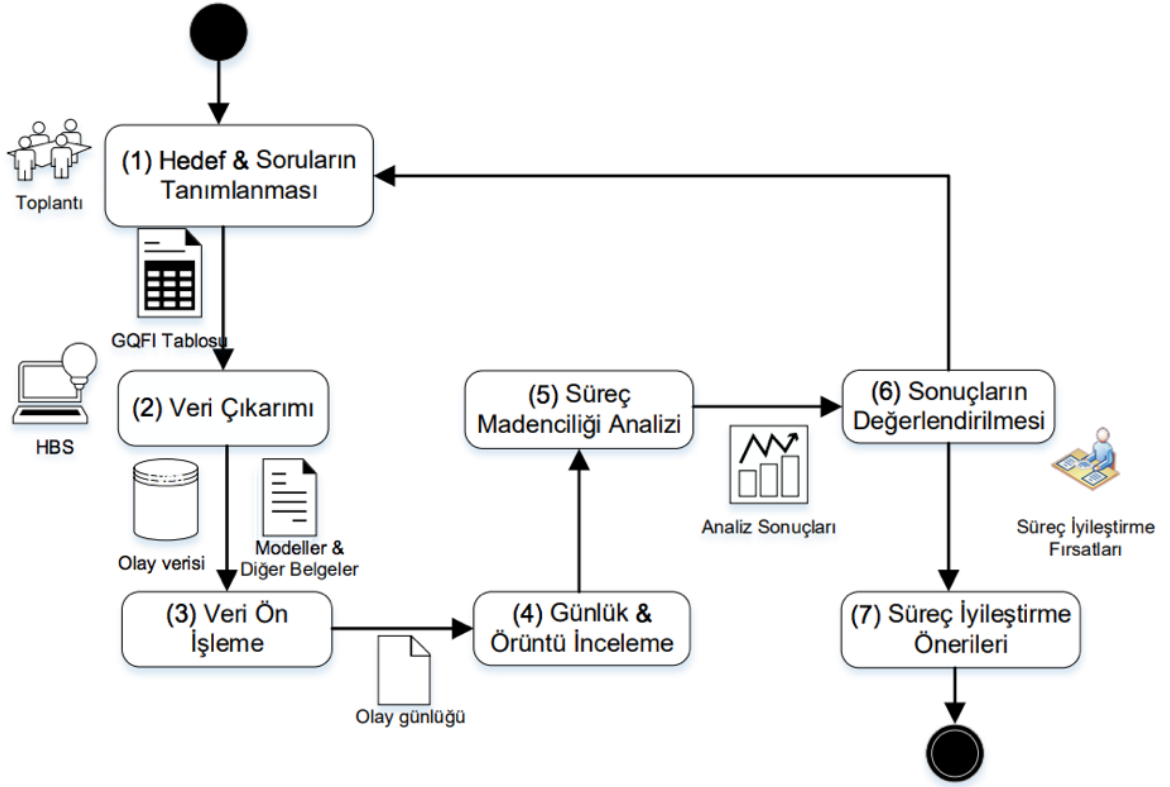 (1) Hedef & Soruların
Tanımlanması
Toplantı
GQFI Tablosu
(2) Veri Çıkarımı
HBS
Olay verisi
Modeller &
Diğer Belgeler
(3) Veri Ön
İşleme
Olay günlüğü
(4) Günlük &
Örüntü İnceleme
(5) Süreç
Madenciliği Analizi
Analiz Sonuçları
(6) Sonuçların
Değerlendirilmesi
Süreç İyileştirme
Fırsatları
(7) Süreç İyileştirme
Önerileri